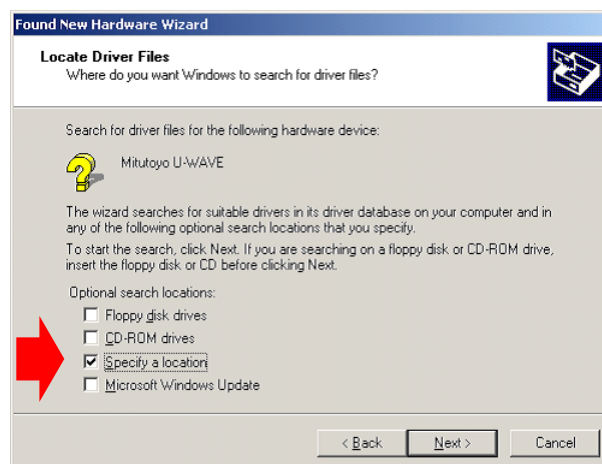 Found New Hardware Wizard
Locate Driver Files
Where do you want Windows to search for driver files?
Search for driver files for the following hardware device:
Mitutoyo U-WAVE
The wizard searches for suitable drivers in its driver database on your computer and in
any of the following optional search locations that you specify.
To start the search, click Next. If you are searching on a floppy disk or CD-ROM drive,
insert the floppy disk or CD before clicking Next.
Optional search locations:
Floppy disk drives
CD-ROM drives
Specify a location
Microsoft Windows Update
< Back Next > Cancel